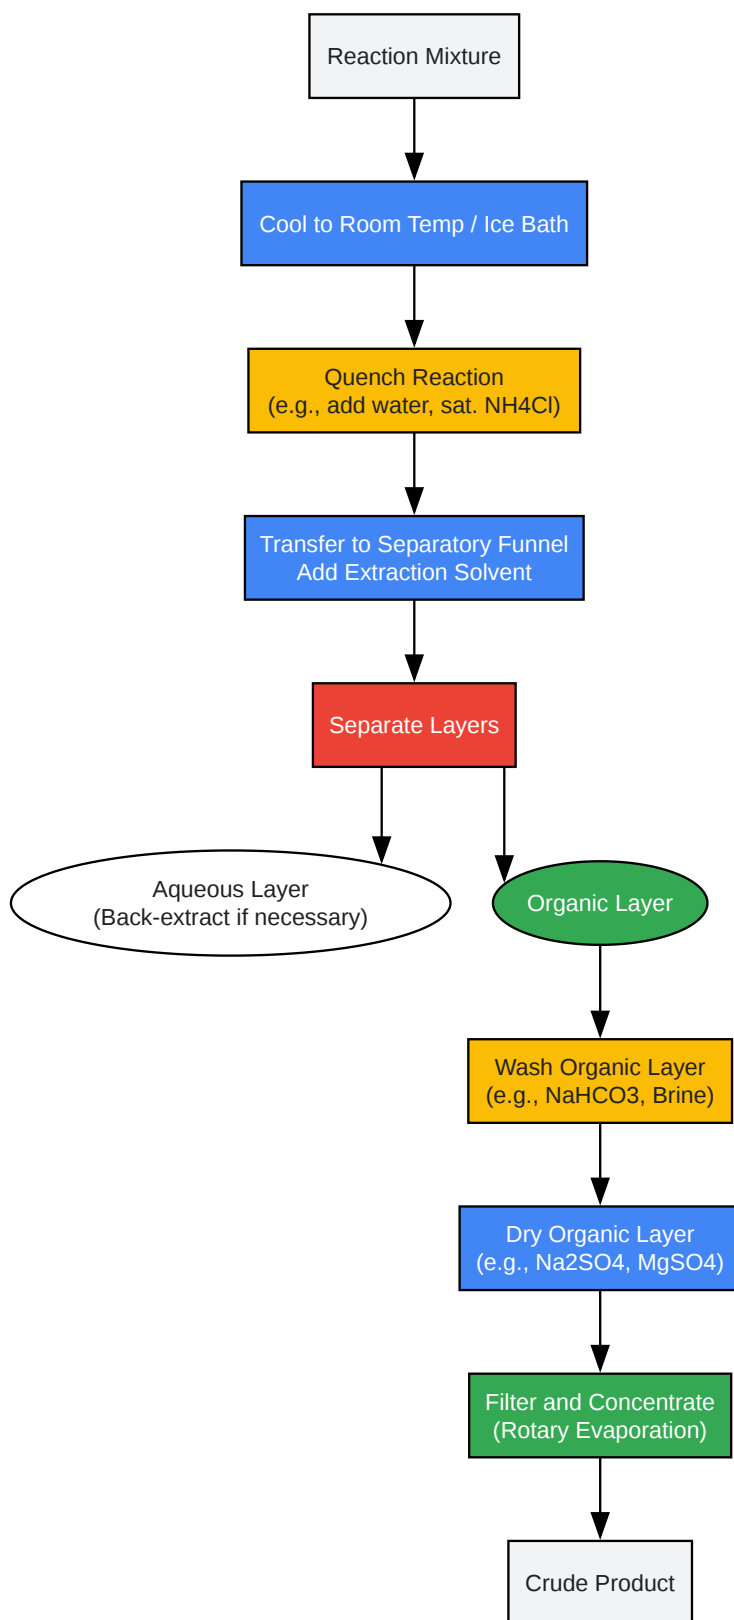 Reaction Mixture
Cool to Room Temp / Ice Bath
Quench Reaction
(e.g., add water, sat. NH4Cl)
Transfer to Separatory Funnel
Add Extraction Solvent
Separate Layers
Aqueous Layer
(Back-extract if necessary)
Organic Layer
Wash Organic Layer
(e.g., NaHCO3, Brine)
Dry Organic Layer
(e.g., Na2SO4, MgSO4)
Filter and Concentrate
(Rotary Evaporation)
Crude Product